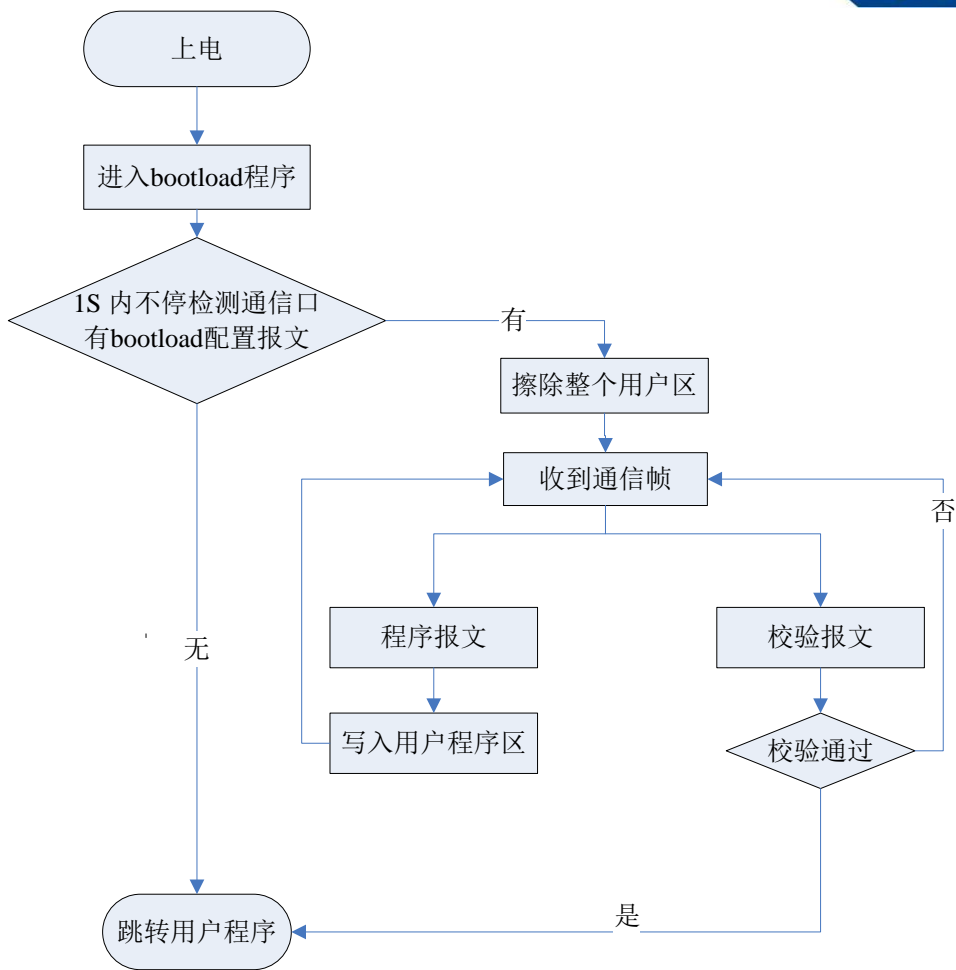 上电
进入bootload程序
1S 内不停检测通信口
有bootload配置报文
有
擦除整个用户区
收到通信帧
否
程序报文
校验报文
无
写入用户程序区
校验通过
是
跳转用户程序